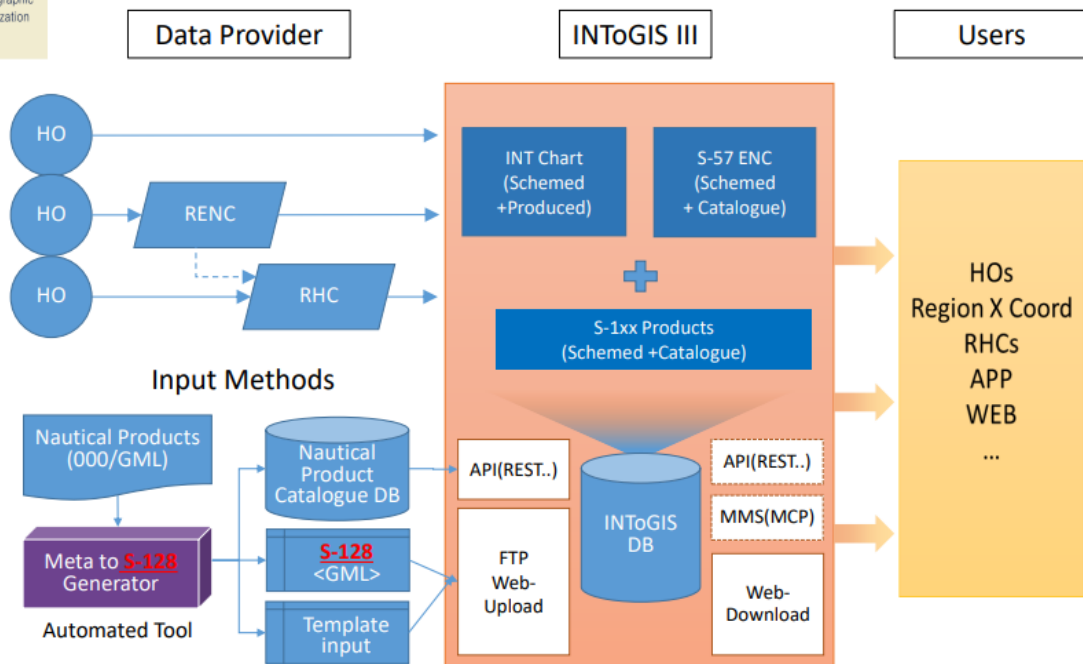 ographic
ization
Data Provider
INToGIS III
Users
HO
HO
RENC
HO
RHC
INT Chart
(Schemed
+Produced)
S-57 ENC
(Schemed
+ Catalogue)
S-1xx Products
(Schemed +Catalogue)
HOs
Region X Coord
RHCs
APP
WEB
...
Input Methods
Nautical Products
(000/GML)
Meta to S-128
Generator
Automated Tool
Nautical
Product
Catalogue DB
S-128
<GML>
Template
input
API(REST..)
FTP
Web-
Upload
INToGIS
DB
API(REST..)
MMS(MCP)
Web-
Download